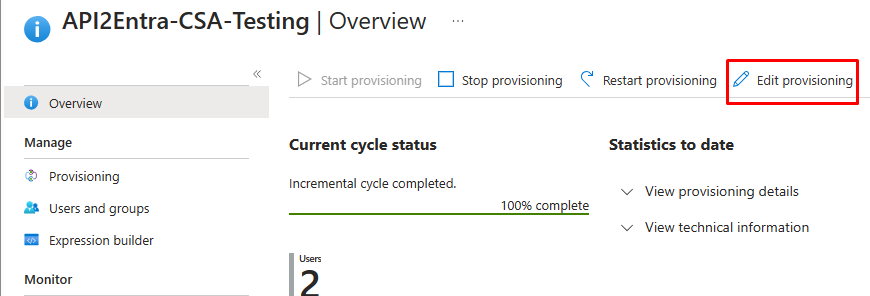 API2Entra-CSA-Testing | Overview ...
«
Start provisioning Stop provisioning Restart provisioning Edit provisioning
Overview
Manage
Provisioning
Users and groups
Expression builder
Monitor
Current cycle status
Incremental cycle completed.
100% complete
Users
2
Statistics to date
View provisioning details
View technical information